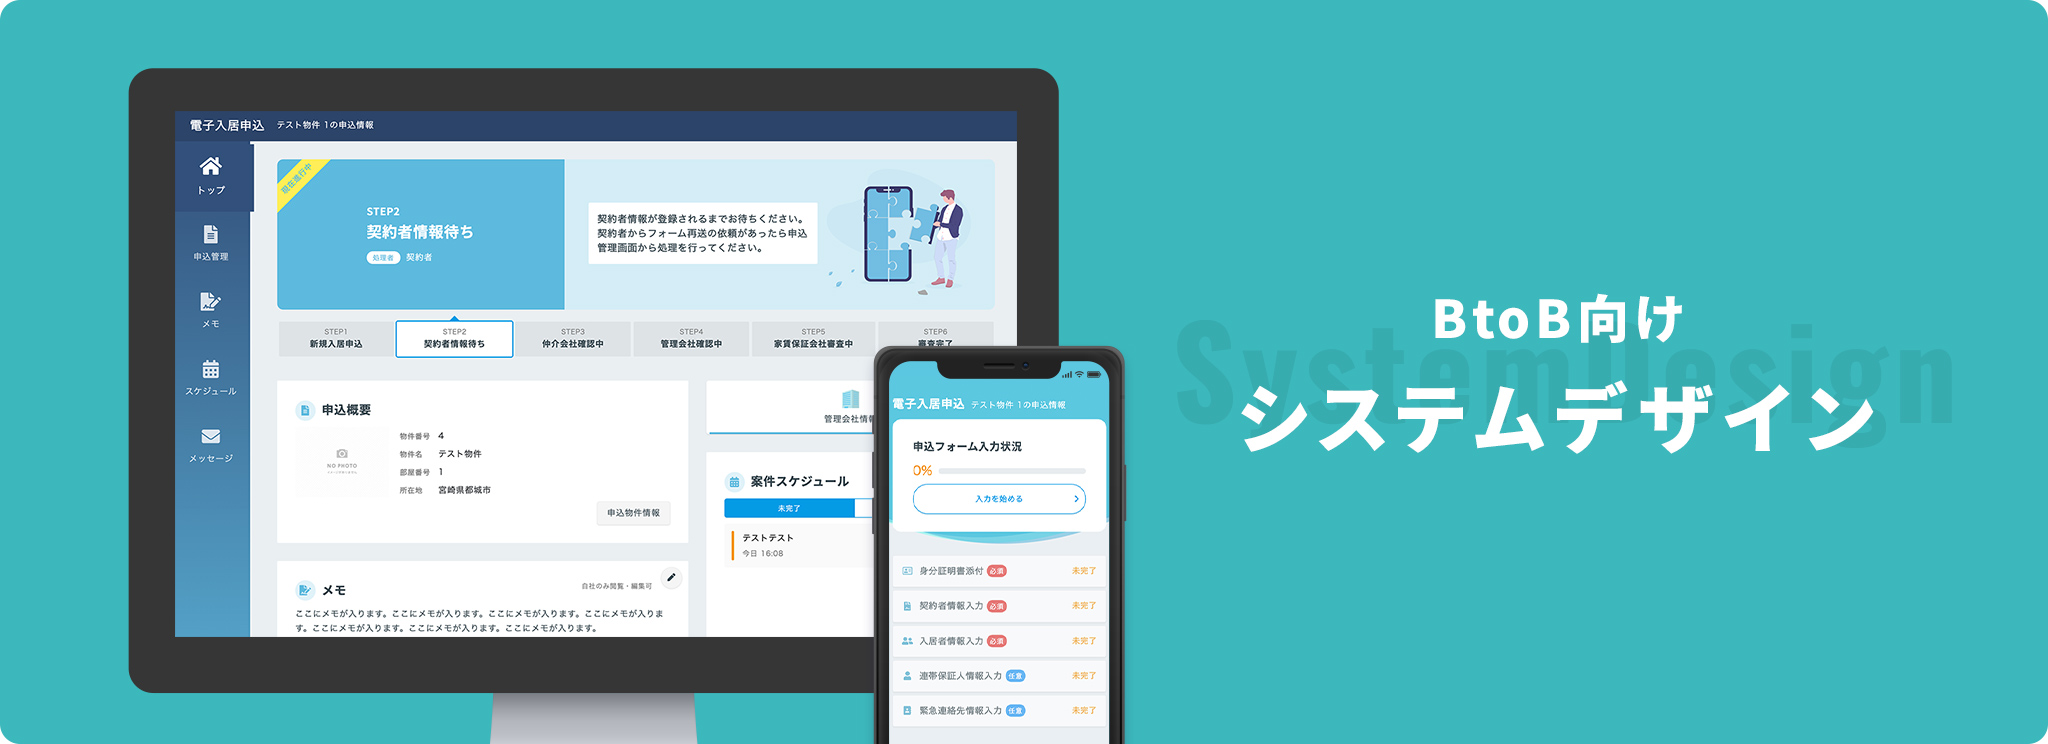 電子入居申込 テスト物件 1の申込情報
トップ
申込管理
メモ
スケジュール
メッセージ
現在進行中
STEP2
契約者情報待ち
処理者 契約者
契約者情報が登録されるまでお待ちください。
契約者からフォーム再送の依頼があったら申込
管理画面から処理を行ってください。
STEP1
新規入居申込
STEP2
契約者情報待ち
STEP3
仲介会社確認中
STEP4
管理会社確認中
STEP5
家賃保証会社審査中
STEP6
審査完了
申込概要
NO PHOTO
物件番号 4
物件名 テスト物件
部屋番号 1
所在地 宮崎県都城市
申込物件情報
メモ
自社のみ閲覧・編集可
ここにメモが入ります。ここにメモが入ります。ここにメモが入ります。ここにメモが入りま
す。ここにメモが入ります。ここにメモが入ります。ここにメモが入ります。
管理会社情報
案件スケジュール
未完了
テストテスト
今日 16:08
電子入居申込 テスト物件 1の申込情報
申込フォーム入力状況
0%
入力を始める
身分証明書添付 必須 未完了
契約者情報入力 必須 未完了
入居者情報入力 必須 未完了
連帯保証人情報入力 任意 未完了
緊急連絡先情報入力 任意 未完了
SystemDesign
BtoB向け
システムデザイン